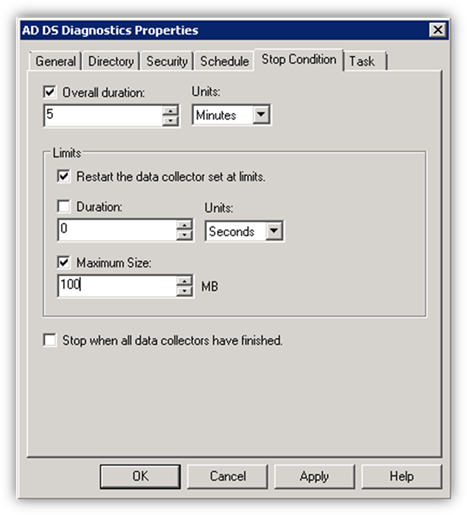 AD DS Diagnostics Properties
General Directory Security Schedule Stop Condition Task
Overall duration: Units:
5 Minutes
Limits
Restart the data collector set at limits.
Duration: Units:
0 Seconds
Maximum Size:
100 MB
Stop when all data collectors have finished.
OK Cancel Apply Help